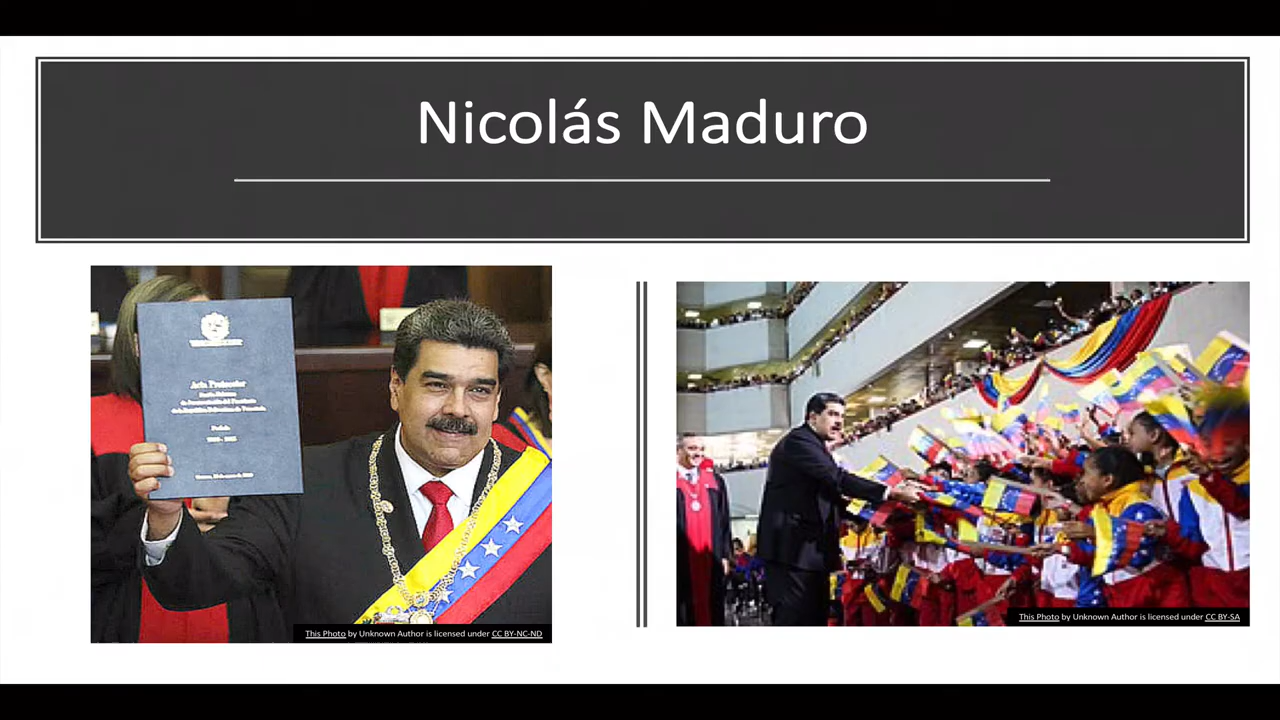 Nicolás Maduro
Acta Protocolar
This Photo by Unknown Author is licensed under CC BY-NC-ND
This Photo by Unknown Author is licensed under CC BY-SA